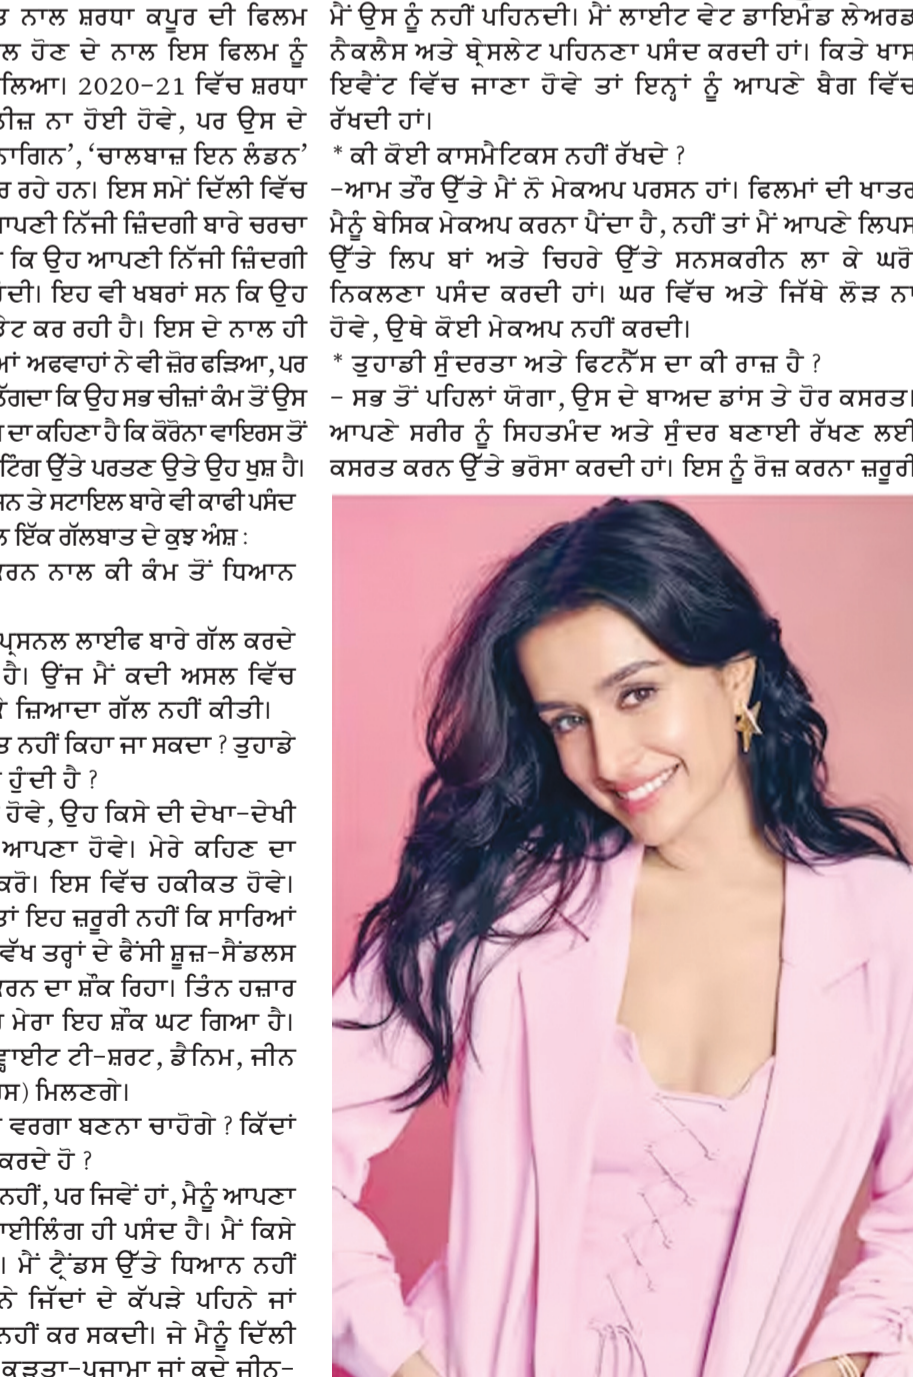 ਨਾਲ ਸ਼ਰਧਾ ਕਪੂਰ ਦੀ ਫਿਲਮ
ਹੋਣ ਦੇ ਨਾਲ ਇਸ ਫਿਲਮ ਨੂੰ
ਲਿਆ। 2020-21 ਵਿੱਚ ਸ਼ਰਧਾ
ਨਾ ਹੋਈ ਹੋਵੇ, ਪਰ ਉਸ ਦੇ
‘ਚਾਲਬਾਜ਼ ਇਨ ਲੰਡਨ’
ਰਹੇ ਹਨ। ਇਸ ਸਮੇਂ ਦਿੱਲੀ ਵਿੱਚ
ਨਿੱਜੀ ਜ਼ਿੰਦਗੀ ਬਾਰੇ ਚਰਚਾ
ਕਿ ਉਹ ਆਪਣੀ ਨਿੱਜੀ ਜ਼ਿੰਦਗੀ
ਇਹ ਵੀ ਖਬਰਾਂ ਸਨ ਕਿ ਉਹ
ਕਰ ਰਹੀ ਹੈ। ਇਸ ਦੇ ਨਾਲ ਹੀ
ਅਫਵਾਹਾਂ ਨੇ ਵੀ ਜ਼ੋਰ ਫੜਿਆ, ਪਰ
ਕਿ ਉਹ ਸਭ ਚੀਜ਼ਾਂ ਕੰਮ ਤੋਂ ਉਸ
ਦਾ ਕਹਿਣਾ ਹੈ ਕਿ ਕੋਰੋਨਾ ਵਾਇਰਸ ਤੋਂ
ਉੱਤੇ ਪਰਤਣ ਉਤੇ ਉਹ ਖੁਸ਼ ਹੈ।
ਤੇ ਸਟਾਇਲ ਬਾਰੇ ਵੀ ਕਾਫੀ ਪਸੰਦ
ਇੱਕ ਗੱਲਬਾਤ ਦੇ ਕੁਝ ਅੰਸ਼ :
ਨਾਲ ਕੀ ਕੰਮ ਤੋਂ ਧਿਆਨ
ਪ੍ਰਸਨਲ ਲਾਈਫ ਬਾਰੇ ਗੱਲ ਕਰਦੇ
ਹੈ। ਉਂਜ ਮੈਂ ਕਦੀ ਅਸਲ ਵਿੱਚ
ਜ਼ਿਆਦਾ ਗੱਲ ਨਹੀਂ ਕੀਤੀ।
ਨਹੀਂ ਕਿਹਾ ਜਾ ਸਕਦਾ ? ਤੁਹਾਡੇ
ਹੁੰਦੀ ਹੈ ?
ਹੋਵੇ, ਉਹ ਕਿਸੇ ਦੀ ਦੇਖਾ-ਦੇਖੀ
ਆਪਣਾ ਹੋਵੇ। ਮੇਰੇ ਕਹਿਣ ਦਾ
ਕਰੋ। ਇਸ ਵਿੱਚ ਹਕੀਕਤ ਹੋਵੇ।
ਤਾਂ ਇਹ ਜ਼ਰੂਰੀ ਨਹੀਂ ਕਿ ਸਾਰਿਆਂ
ਵੱਖ ਤਰ੍ਹਾਂ ਦੇ ਫੈਂਸੀ ਸ਼ੂਜ਼-ਸੈਂਡਲਸ
ਦਾ ਸ਼ੌਕ ਰਿਹਾ। ਤਿੰਨ ਹਜ਼ਾਰ
ਮੇਰਾ ਇਹ ਸ਼ੌਕ ਘਟ ਗਿਆ ਹੈ।
ਟੀ-ਸ਼ਰਟ, ਡੈਨਿਮ, ਜੀਨ
ਮਿਲਣਗੇ।
ਵਰਗਾ ਬਣਨਾ ਚਾਹੋਗੇ ? ਕਿੱਦਾਂ
ਕਰਦੇ ਹੋ ?
ਨਹੀਂ, ਪਰ ਜਿਵੇਂ ਹਾਂ, ਮੈਨੂੰ ਆਪਣਾ
ਹੀ ਪਸੰਦ ਹੈ। ਮੈਂ ਕਿਸੇ
। ਮੈਂ ਟ੍ਰੈਂਡਸ ਉੱਤੇ ਧਿਆਨ ਨਹੀਂ
ਨੇ ਜਿੱਦਾਂ ਦੇ ਕੱਪੜੇ ਪਹਿਨੇ ਜਾਂ
ਨਹੀਂ ਕਰ ਸਕਦੀ। ਜੇ ਮੈਨੂੰ ਦਿੱਲੀ
ਕੁੜਤਾ-ਪਜਾਮਾ ਜਾਂ ਕਦੇ ਜੀਨ-
ਮੈਂ ਉਸ ਨੂੰ ਨਹੀਂ ਪਹਿਨਦੀ। ਮੈਂ ਲਾਈਟ ਵੇਟ ਡਾਇਮੰਡ ਲੇਅਰਡ
ਨੈਕਲੈਸ ਅਤੇ ਬ੍ਰੇਸਲੇਟ ਪਹਿਨਣਾ ਪਸੰਦ ਕਰਦੀ ਹਾਂ। ਕਿਤੇ ਖਾਸ
ਇਵੈਂਟ ਵਿੱਚ ਜਾਣਾ ਹੋਵੇ ਤਾਂ ਇਨ੍ਹਾਂ ਨੂੰ ਆਪਣੇ ਬੈਗ ਵਿੱਚ
ਰੱਖਦੀ ਹਾਂ।
* ਕੀ ਕੋਈ ਕਾਸਮੈਟਿਕਸ ਨਹੀਂ ਰੱਖਦੇ ?
-ਆਮ ਤੌਰ ਉੱਤੇ ਮੈਂ ਨੋ ਮੇਕਅਪ ਪਰਸਨ ਹਾਂ। ਫਿਲਮਾਂ ਦੀ ਖਾਤਰ
ਮੈਨੂੰ ਬੇਸਿਕ ਮੇਕਅਪ ਕਰਨਾ ਪੈਂਦਾ ਹੈ, ਨਹੀਂ ਤਾਂ ਮੈਂ ਆਪਣੇ ਲਿਪਸ
ਉੱਤੇ ਲਿਪ ਬਾਂ ਅਤੇ ਚਿਹਰੇ ਉੱਤੇ ਸਨਸਕਰੀਨ ਲਾ ਕੇ ਘਰੋਂ
ਨਿਕਲਣਾ ਪਸੰਦ ਕਰਦੀ ਹਾਂ। ਘਰ ਵਿੱਚ ਅਤੇ ਜਿੱਥੇ ਲੋੜ ਨਾ
ਹੋਵੇ, ਉਥੇ ਕੋਈ ਮੇਕਅਪ ਨਹੀਂ ਕਰਦੀ।
* ਤੁਹਾਡੀ ਸੁੰਦਰਤਾ ਅਤੇ ਫਿਟਨੈੱਸ ਦਾ ਕੀ ਰਾਜ਼ ਹੈ ?
- ਸਭ ਤੋਂ ਪਹਿਲਾਂ ਯੋਗਾ, ਉਸ ਦੇ ਬਾਅਦ ਡਾਂਸ ਤੇ ਹੋਰ ਕਸਰਤ।
ਆਪਣੇ ਸਰੀਰ ਨੂੰ ਸਿਹਤਮੰਦ ਅਤੇ ਸੁੰਦਰ ਬਣਾਈ ਰੱਖਣ ਲਈ
ਕਸਰਤ ਕਰਨ ਉੱਤੇ ਭਰੋਸਾ ਕਰਦੀ ਹਾਂ। ਇਸ ਨੂੰ ਰੋਜ਼ ਕਰਨਾ ਜ਼ਰੂਰੀ